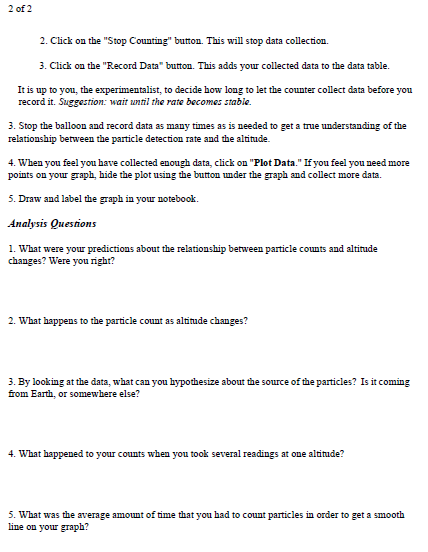 2 of 2
2. Click on the "Stop Counting" button. This will stop data collection.
3. Click on the "Record Data" button. This adds your collected data to the data table.
It is up to you, the experimentalist, to decide how long to let the counter collect data before you
record it. Suggestion: wait until the rate becomes stable.
3. Stop the balloon and record data as many times as is needed to get a true understanding of the
relationship between the particle detection rate and the altitude.
4. When you feel you have collected enough data, click on "Plot Data." If you feel you need more
points on your graph, hide the plot using the button under the graph and collect more data.
5. Draw and label the graph in your notebook.
Analysis Questions
1. What were your predictions about the relationship between particle counts and altitude
changes? Were you right?
2. What happens to the particle count as altitude changes?
3. By looking at the data, what can you hypothesize about the source of the particles? Is it coming
from Earth, or somewhere else?
4. What happened to your counts when you took several readings at one altitude?
5. What was the average amount of time that you had to count particles in order to get a smooth
line on your graph?